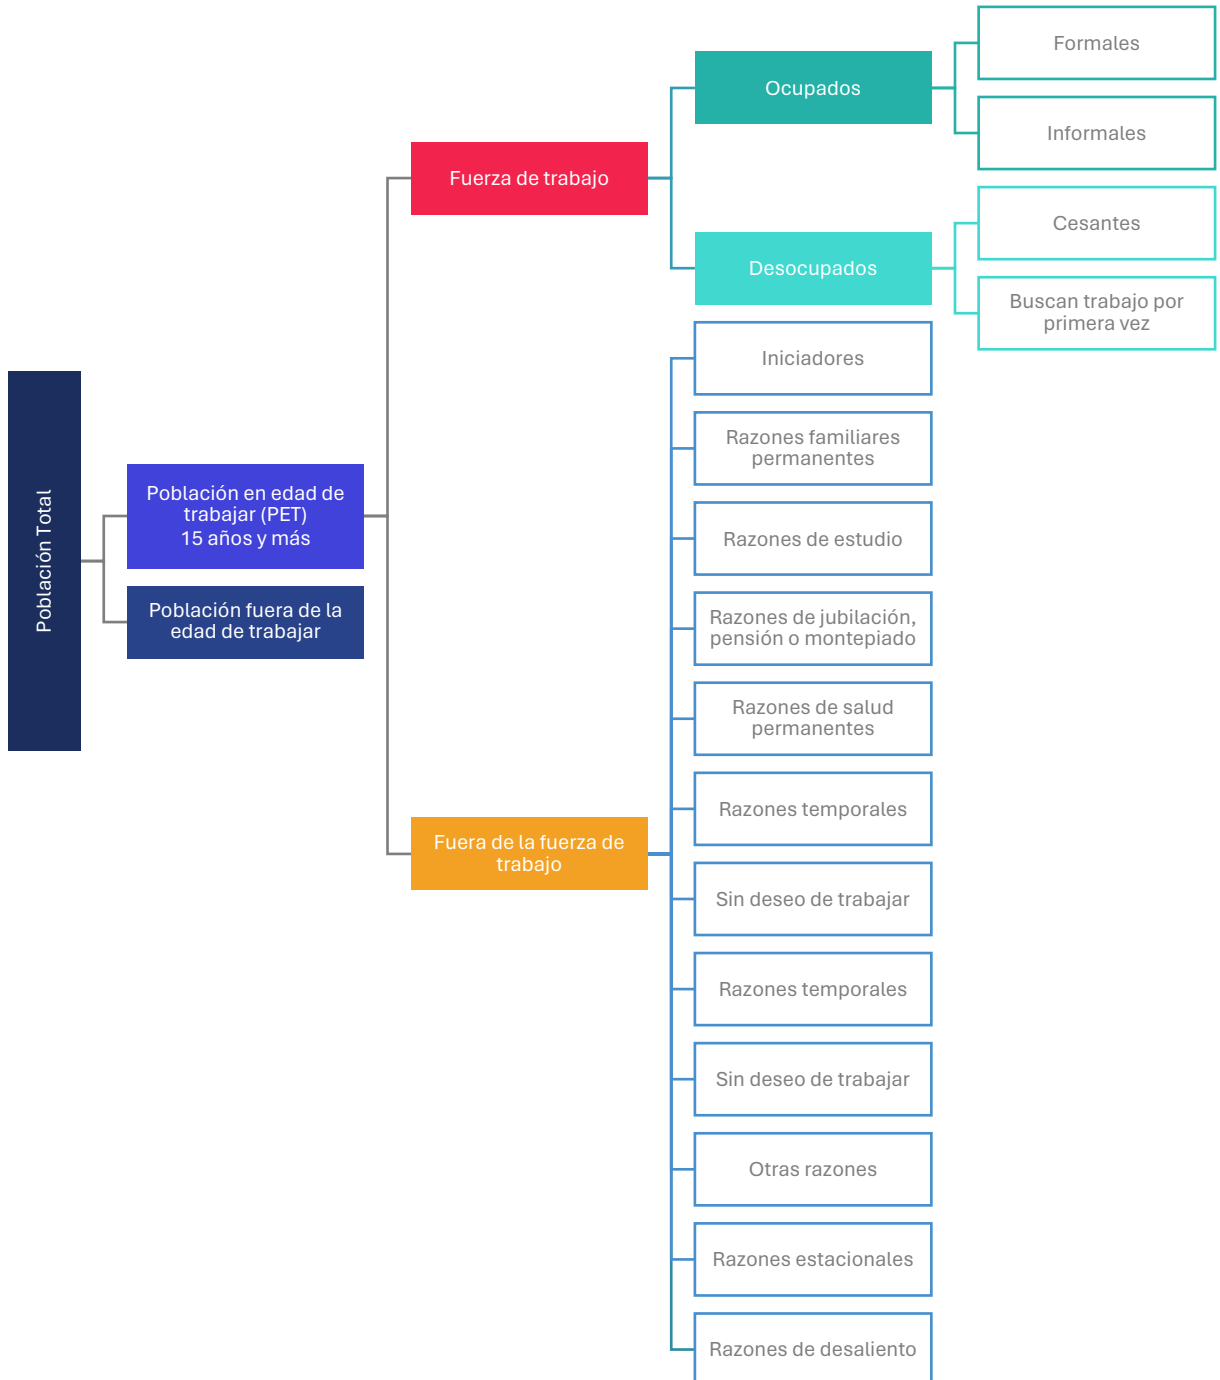 Población Total
Población en edad de
trabajar (PET)
15 años y más
Población fuera de la
edad de trabajar
Fuerza de trabajo
Fuera de la fuerza de
trabajo
Ocupados
Desocupados
Formales
Informales
Cesantes
Buscan trabajo por
primera vez
Iniciadores
Razones familiares
permanentes
Razones de estudio
Razones de jubilación,
pensión o montepiado
Razones de salud
permanentes
Razones temporales
Sin deseo de trabajar
Razones temporales
Sin deseo de trabajar
Otras razones
Razones estacionales
Razones de desaliento